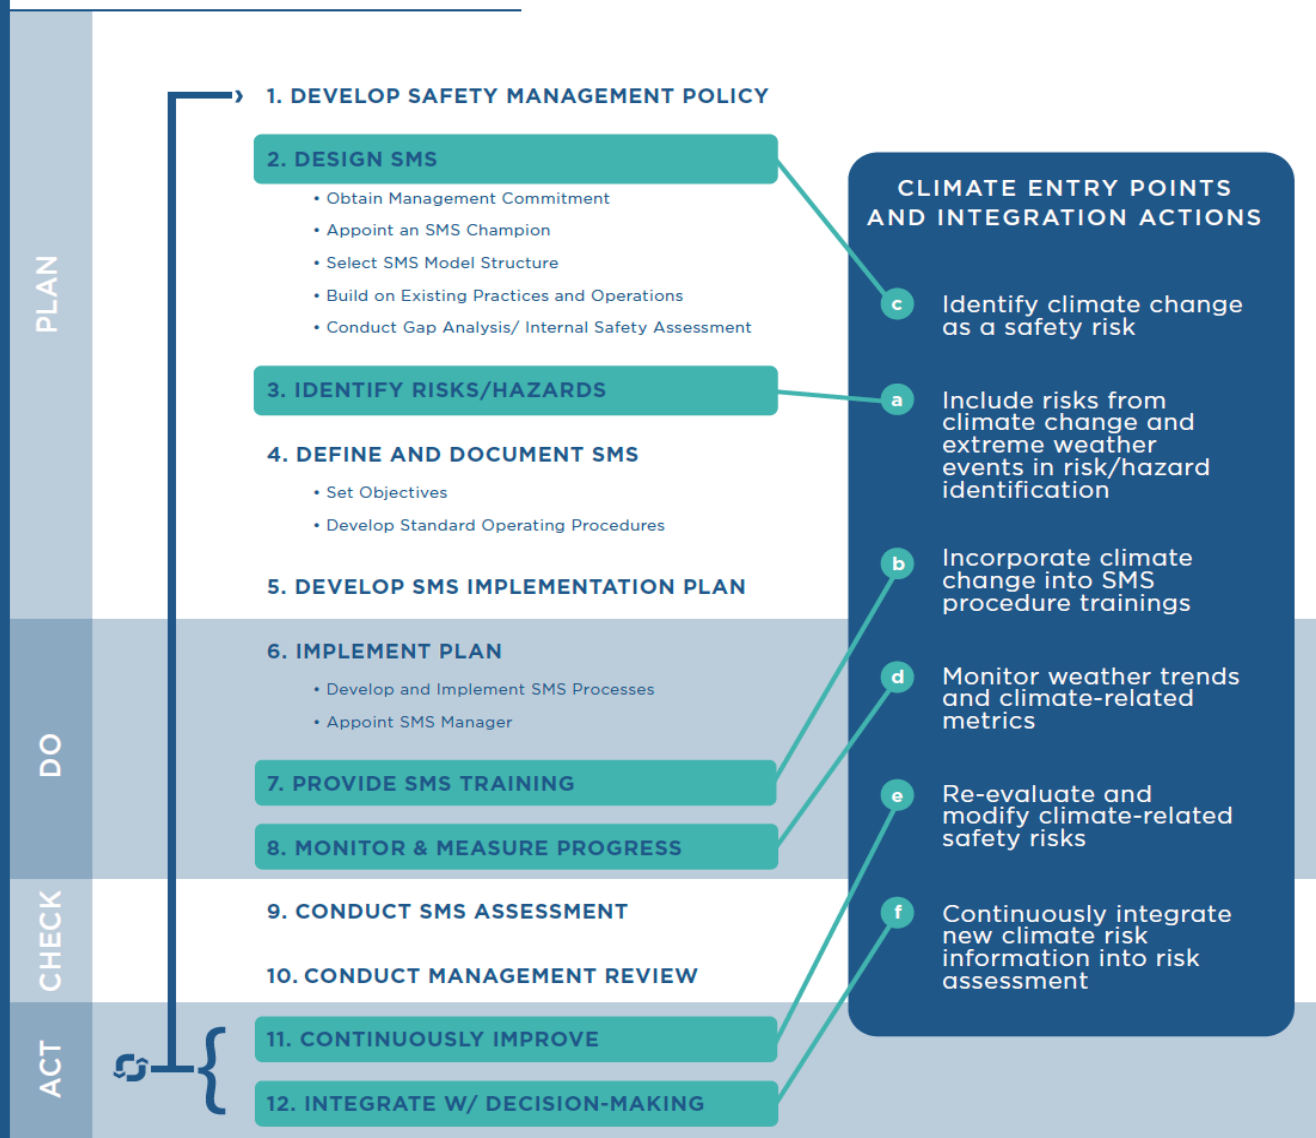 PLAN
1. DEVELOP SAFETY MANAGEMENT POLICY
2. DESIGN SMS
• Obtain Management Commitment
• Appoint an SMS Champion
• Select SMS Model Structure
• Build on Existing Practices and Operations
• Conduct Gap Analysis/ Internal Safety Assessment
3. IDENTIFY RISKS/HAZARDS
4. DEFINE AND DOCUMENT SMS
• Set Objectives
• Develop Standard Operating Procedures
5. DEVELOP SMS IMPLEMENTATION PLAN
DO
6. IMPLEMENT PLAN
• Develop and Implement SMS Processes
• Appoint SMS Manager
7. PROVIDE SMS TRAINING
8. MONITOR & MEASURE PROGRESS
CHECK
9. CONDUCT SMS ASSESSMENT
10. CONDUCT MANAGEMENT REVIEW
ACT
11. CONTINUOUSLY IMPROVE
12. INTEGRATE W/ DECISION-MAKING
CLIMATE ENTRY POINTS
AND INTEGRATION ACTIONS
c Identify climate change
as a safety risk
a Include risks from
climate change and
extreme weather
events in risk/hazard
identification
b Incorporate climate
change into SMS
procedure trainings
d Monitor weather trends
and climate-related
metrics
e Re-evaluate and
modify climate-related
safety risks
f Continuously integrate
new climate risk
information into risk
assessment